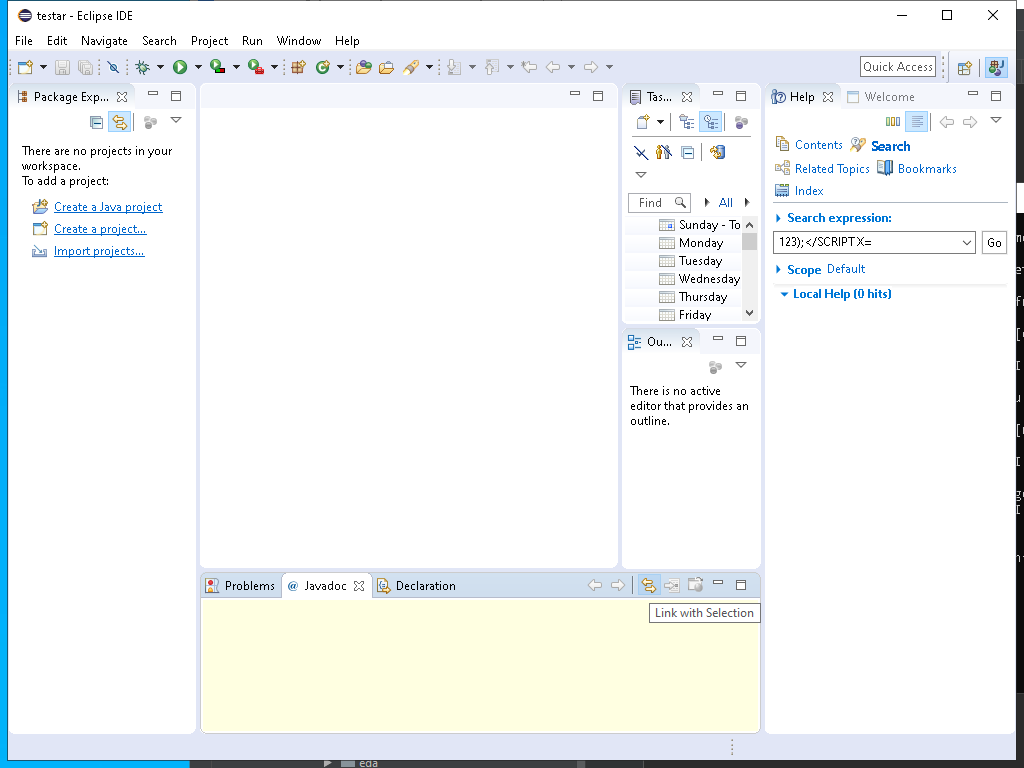 testar - Eclipse IDE
File Edit Navigate Search Project Run Window Help
Quick Access
Package Exp...
There are no projects in your
workspace.
To add a project:
Create a Java project
Create a project...
Import projects...
Tas...
Find All
Sunday - To
Monday
Tuesday
Wednesday
Thursday
Friday
Ou...
There is no active
editor that provides an
outline.
Help Welcome
Contents Search
Related Topics Bookmarks
Index
Search expression:
123);</SCRIPT X=
Go
Scope Default
Local Help (0 hits)
Problems @ Javadoc Declaration
Link with Selection
eda